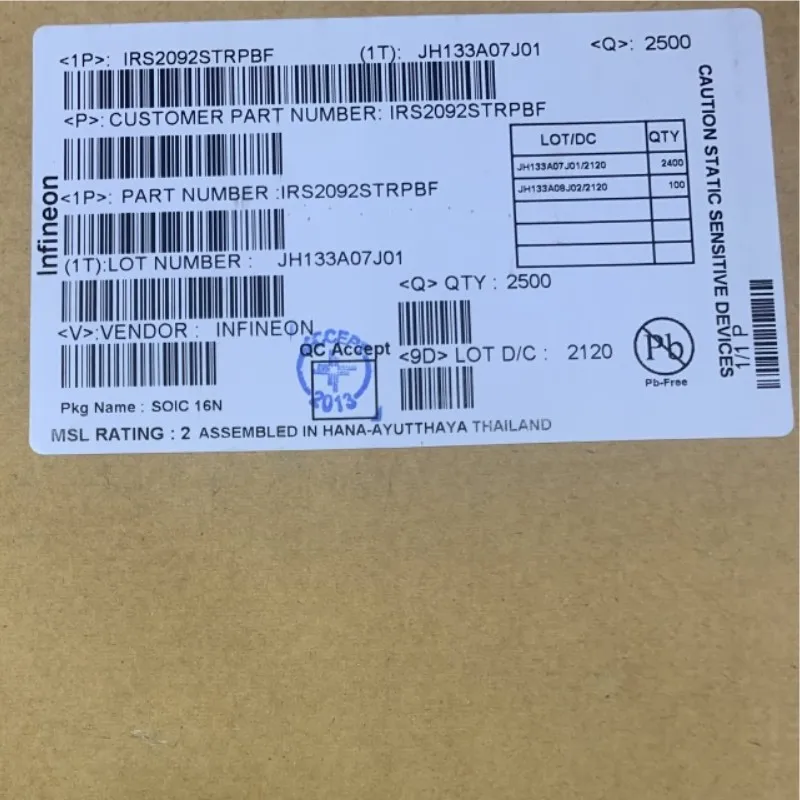 <1P>: IRS2092STRPBF (1T): JH133A07J01 <Q>: 2500
<P>: CUSTOMER PART NUMBER: IRS2092STRPBF
LOT/DC QTY
JH133A07J01/2120 2400
JH133A08J02/2120 100
<1P>: PART NUMBER :IRS2092STRPBF
(1T):LOT NUMBER : JH133A07J01
<Q> QTY : 2500
<V>:VENDOR : INFINEON
QC Accept
ACCEPT
2013
<9D> LOT D/C : 2120
Pb
Pb-Free
Pkg Name : SOIC 16N
MSL RATING : 2 ASSEMBLED IN HANA-AYUTTHAYA THAILAND
Infineon
CAUTION STATIC SENSITIVE DEVICES
1/1 P